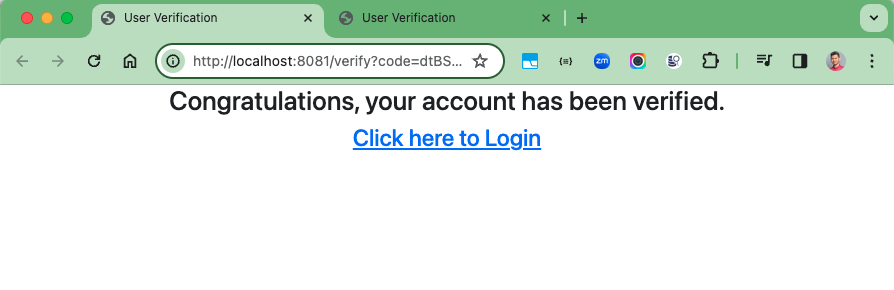 User Verification
User Verification
http://localhost:8081/verify?code=dtBS...
zm
Congratulations, your account has been verified.
Click here to Login